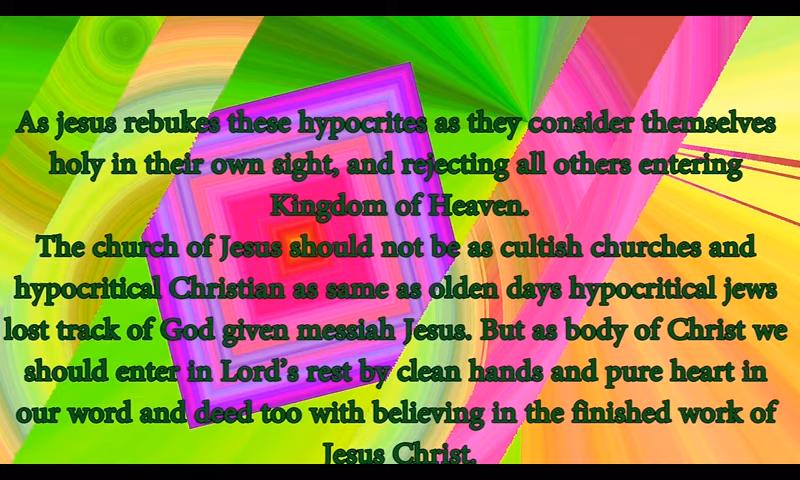 As jesus rebukes these hypocrites as they consider themselves
holy in their own sight, and rejecting all others entering
Kingdom of Heaven.
The church of Jesus should not be as cultish churches and
hypocritical Christian as same as olden days hypocritical jews
lost track of God given messiah Jesus. But as body of Christ we
should enter in Lord's rest by clean hands and pure heart in
our word and deed too with believing in the finished work of
Jesus Christ.